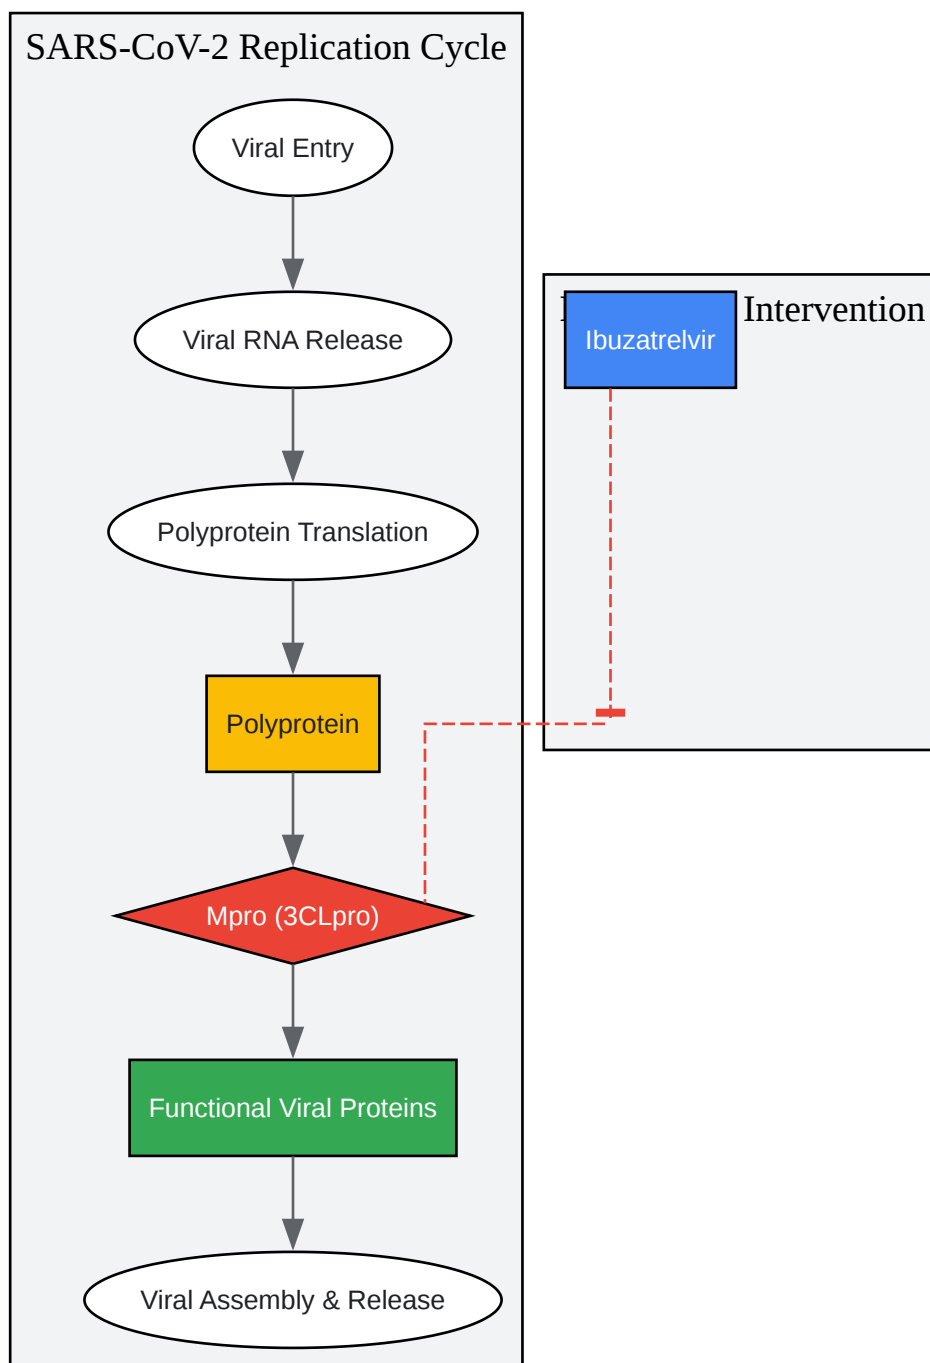 SARS-CoV-2 Replication Cycle
Viral Entry
Viral RNA Release
Polyprotein Translation
Polyprotein
Mpro (3CLpro)
Functional Viral Proteins
Viral Assembly & Release
Intervention
Ibuzatrelvir